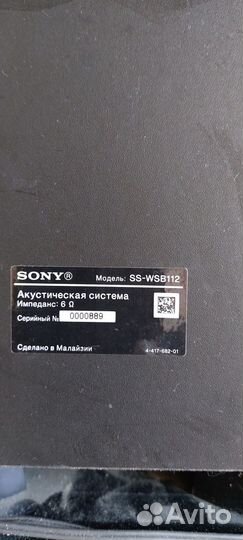 SONY® Модель: SS-WSB112
Акустическая система
Импеданс: 6 Ω
Серийный № 0000889
Сделано в Малайзии 4-417-682-01
Avito